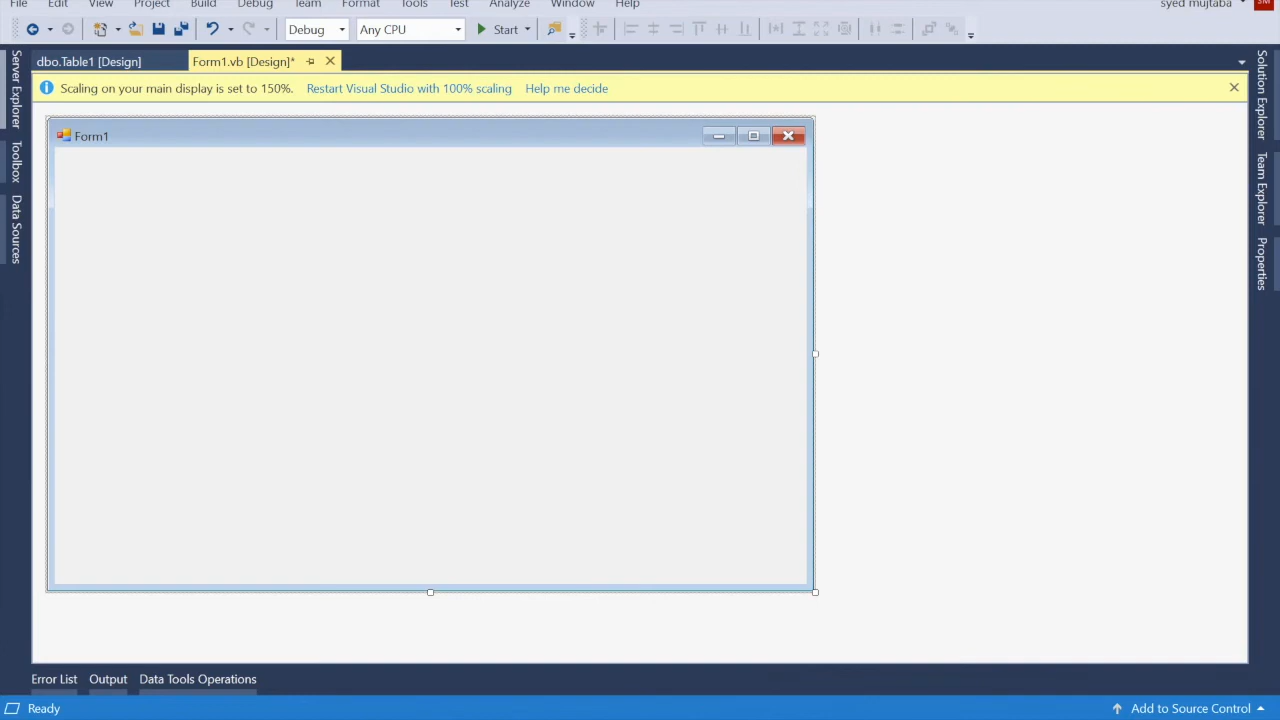 File Edit View Project Build Debug Team Format Tools Test Analyze Window Help syed mujtaba SM
Debug Any CPU Start
dbo.Table1 [Design] Form1.vb [Design]*
Scaling on your main display is set to 150%. Restart Visual Studio with 100% scaling Help me decide
Form1
Server Explorer
Toolbox
Data Sources
Solution Explorer
Team Explorer
Properties
Error List Output Data Tools Operations
Ready Add to Source Control